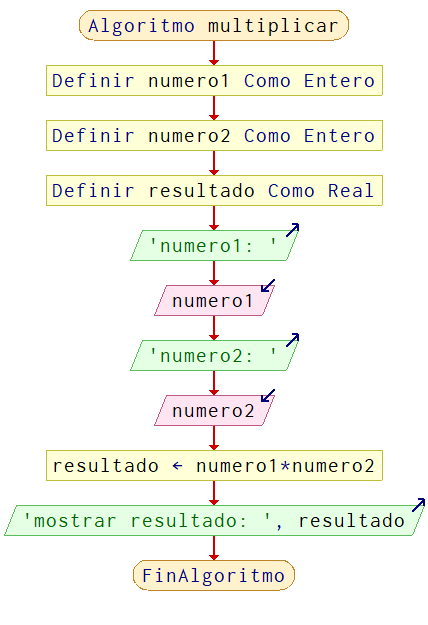 Algoritmo multiplicar
Definir numero1 Como Entero
Definir numero2 Como Entero
Definir resultado Como Real
'numero1: '
numero1
'numero2: '
numero2
resultado ← numero1*numero2
'mostrar resultado: ', resultado
FinAlgoritmo